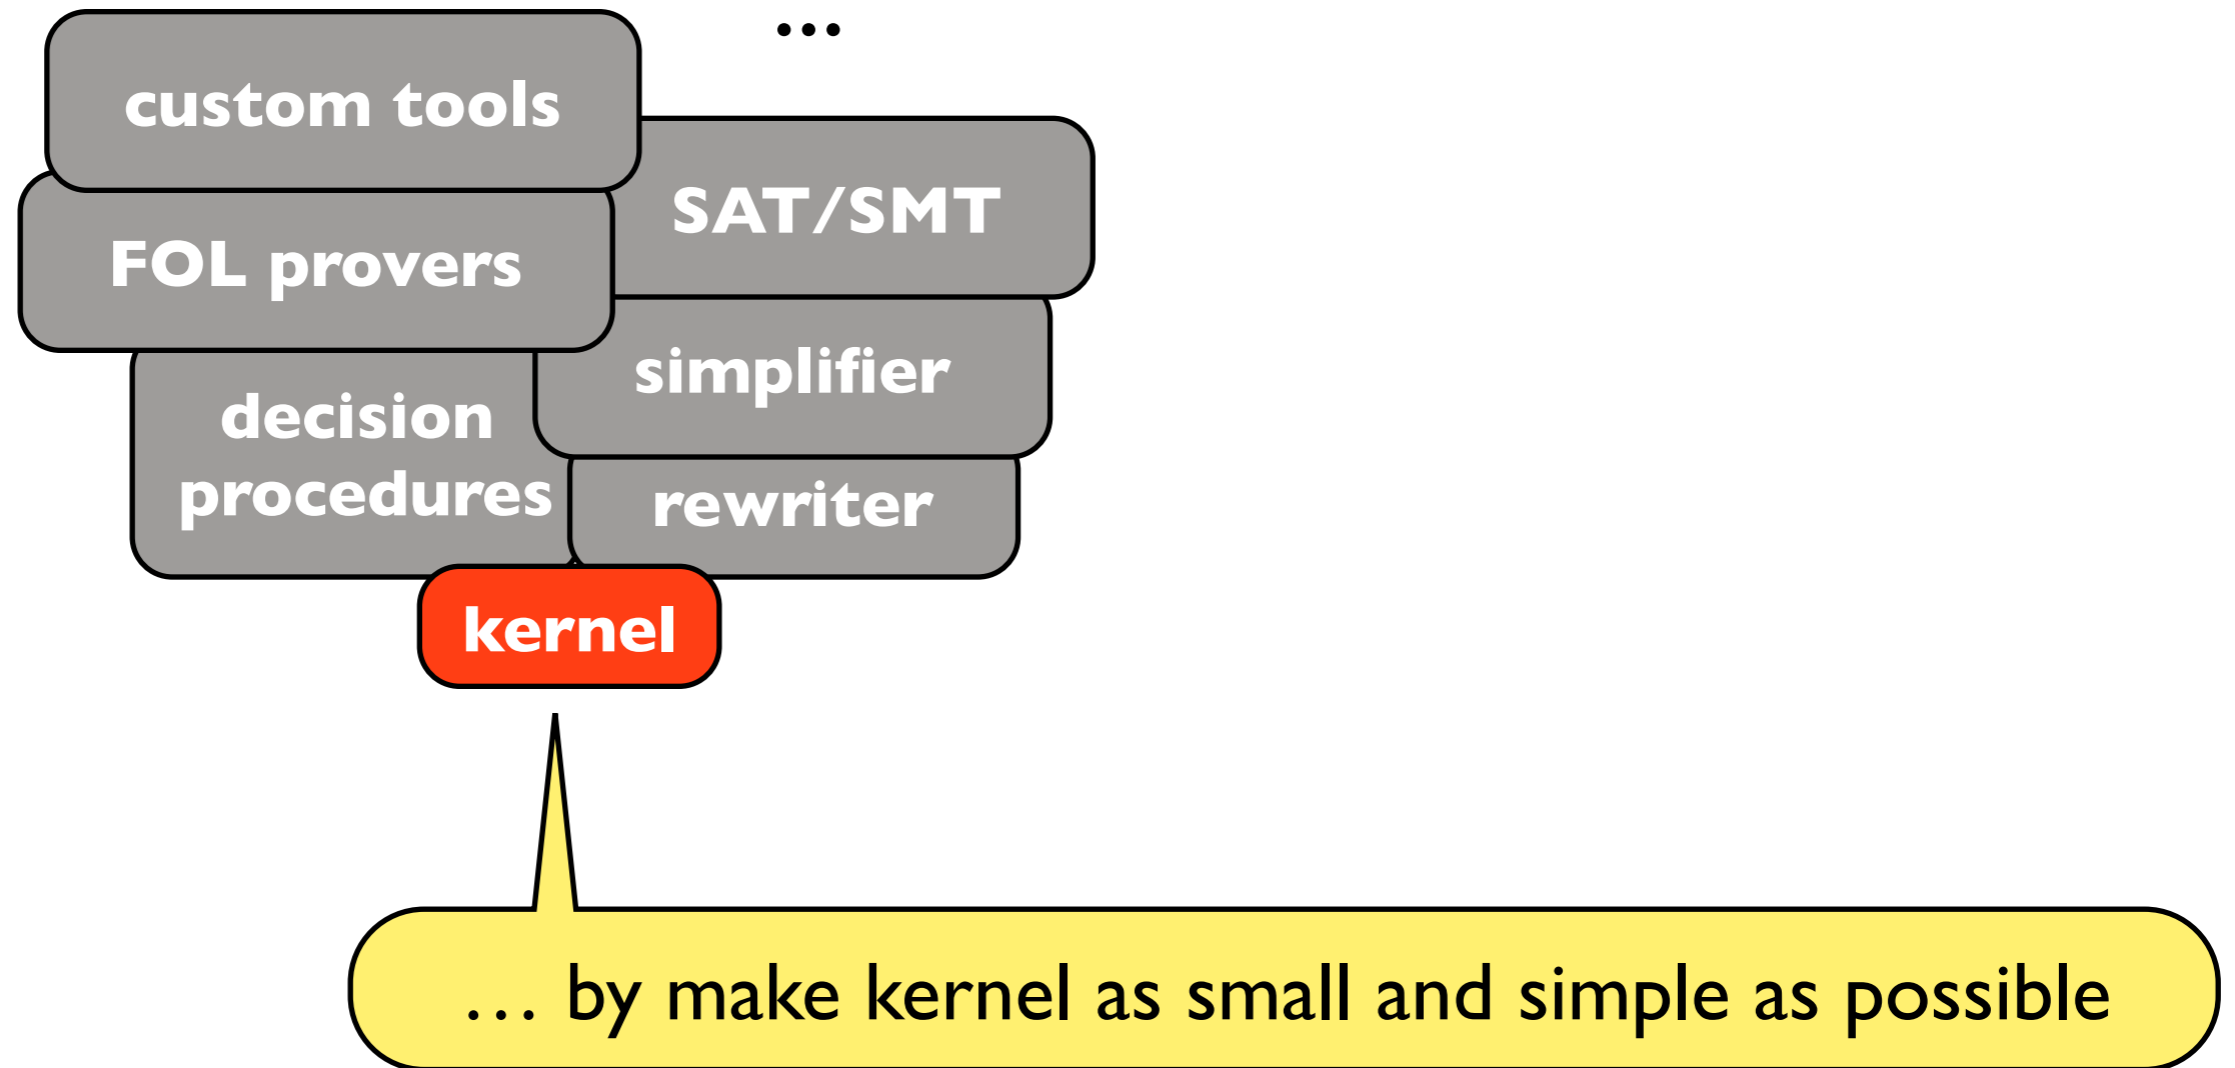 ...
custom tools
SAT/SMT
FOL provers
simplifier
decision
procedures
rewriter
kernel
... by make kernel as small and simple as possible